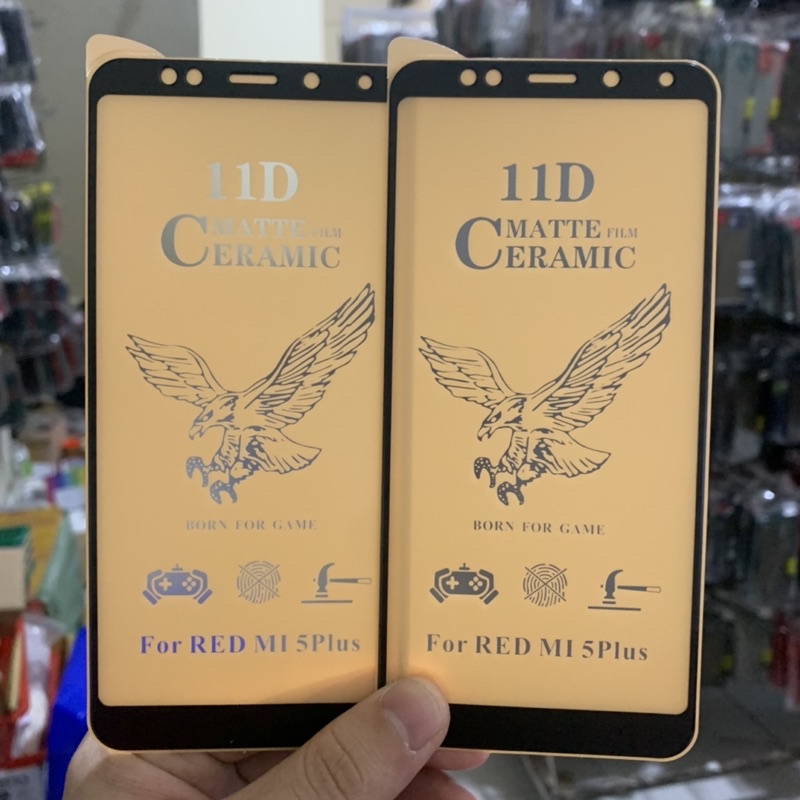 11D
CERAMIC
MATTE FILM
BORN FOR GAME
For RED MI 5Plus
11D
CERAMIC
MATTE FILM
BORN FOR GAME
For RED MI 5Plus